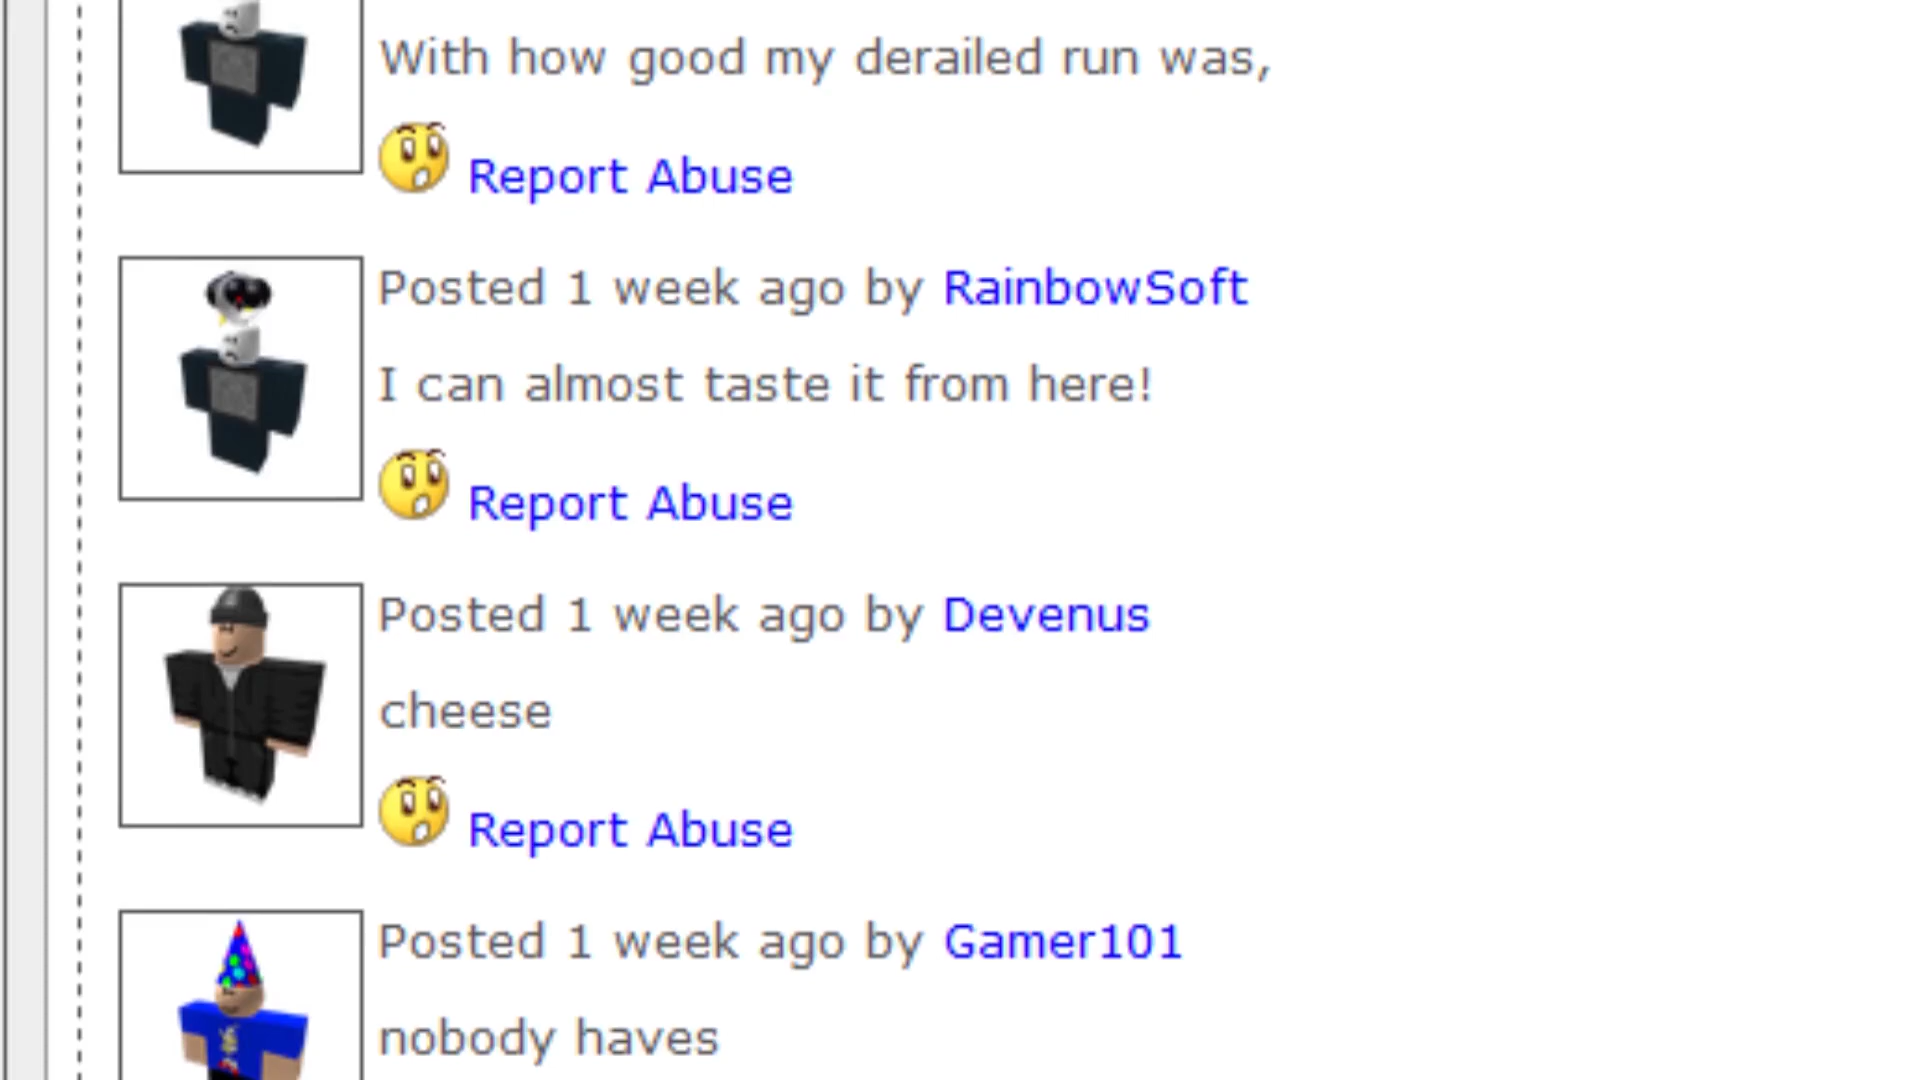 With how good my derailed run was,
Report Abuse
Posted 1 week ago by RainbowSoft
I can almost taste it from here!
Report Abuse
Posted 1 week ago by Devenus
cheese
Report Abuse
Posted 1 week ago by Gamer101
nobody haves